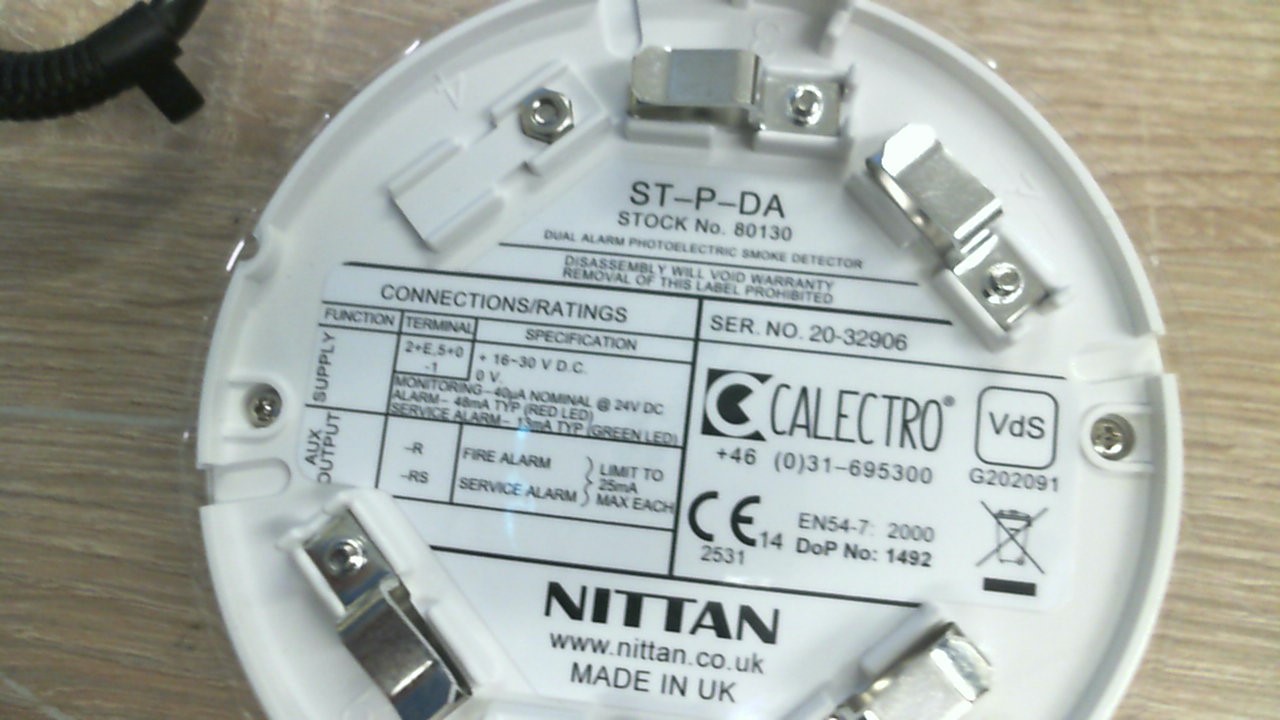 ST-P-DA
STOCK No. 80130
DUAL ALARM PHOTOELECTRIC SMOKE DETECTOR
DISASSEMBLY WILL VOID WARRANTY
REMOVAL OF THIS LABEL PROHIBITED
CONNECTIONS/RATINGS
FUNCTION TERMINAL SPECIFICATION
SUPPLY
2+E,5+0
-1
+ 16-30 V D.C.
0 V.
MONITORING-40µA NOMINAL @ 24V DC
ALARM- 48mA TYP (RED LED)
SERVICE ALARM- 13mA TYP (GREEN LED)
AUX
OUTPUT
-R FIRE ALARM
-RS SERVICE ALARM
LIMIT TO
25mA
MAX EACH
SER. NO. 20-32906
CALECTRO®
+46 (0)31-695300
VdS
G202091
CE 14
2531
EN54-7: 2000
DoP No: 1492
NITTAN
www.nittan.co.uk
MADE IN UK